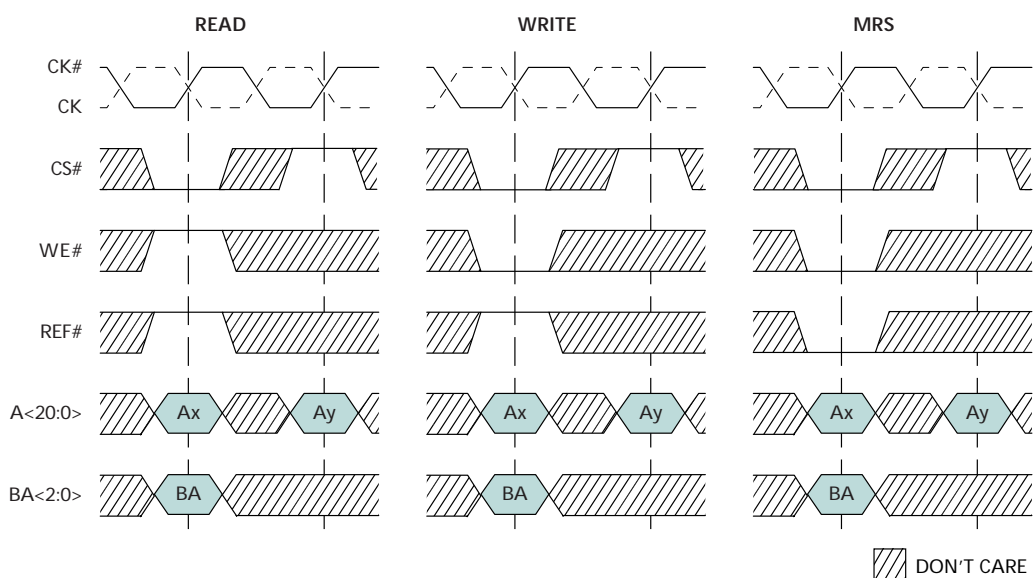 READ WRITE MRS
CK#
CK
CS#
WE#
REF#
A<20:0> Ax Ay Ax Ay Ax Ay
BA<2:0> BA BA BA
DON'T CARE